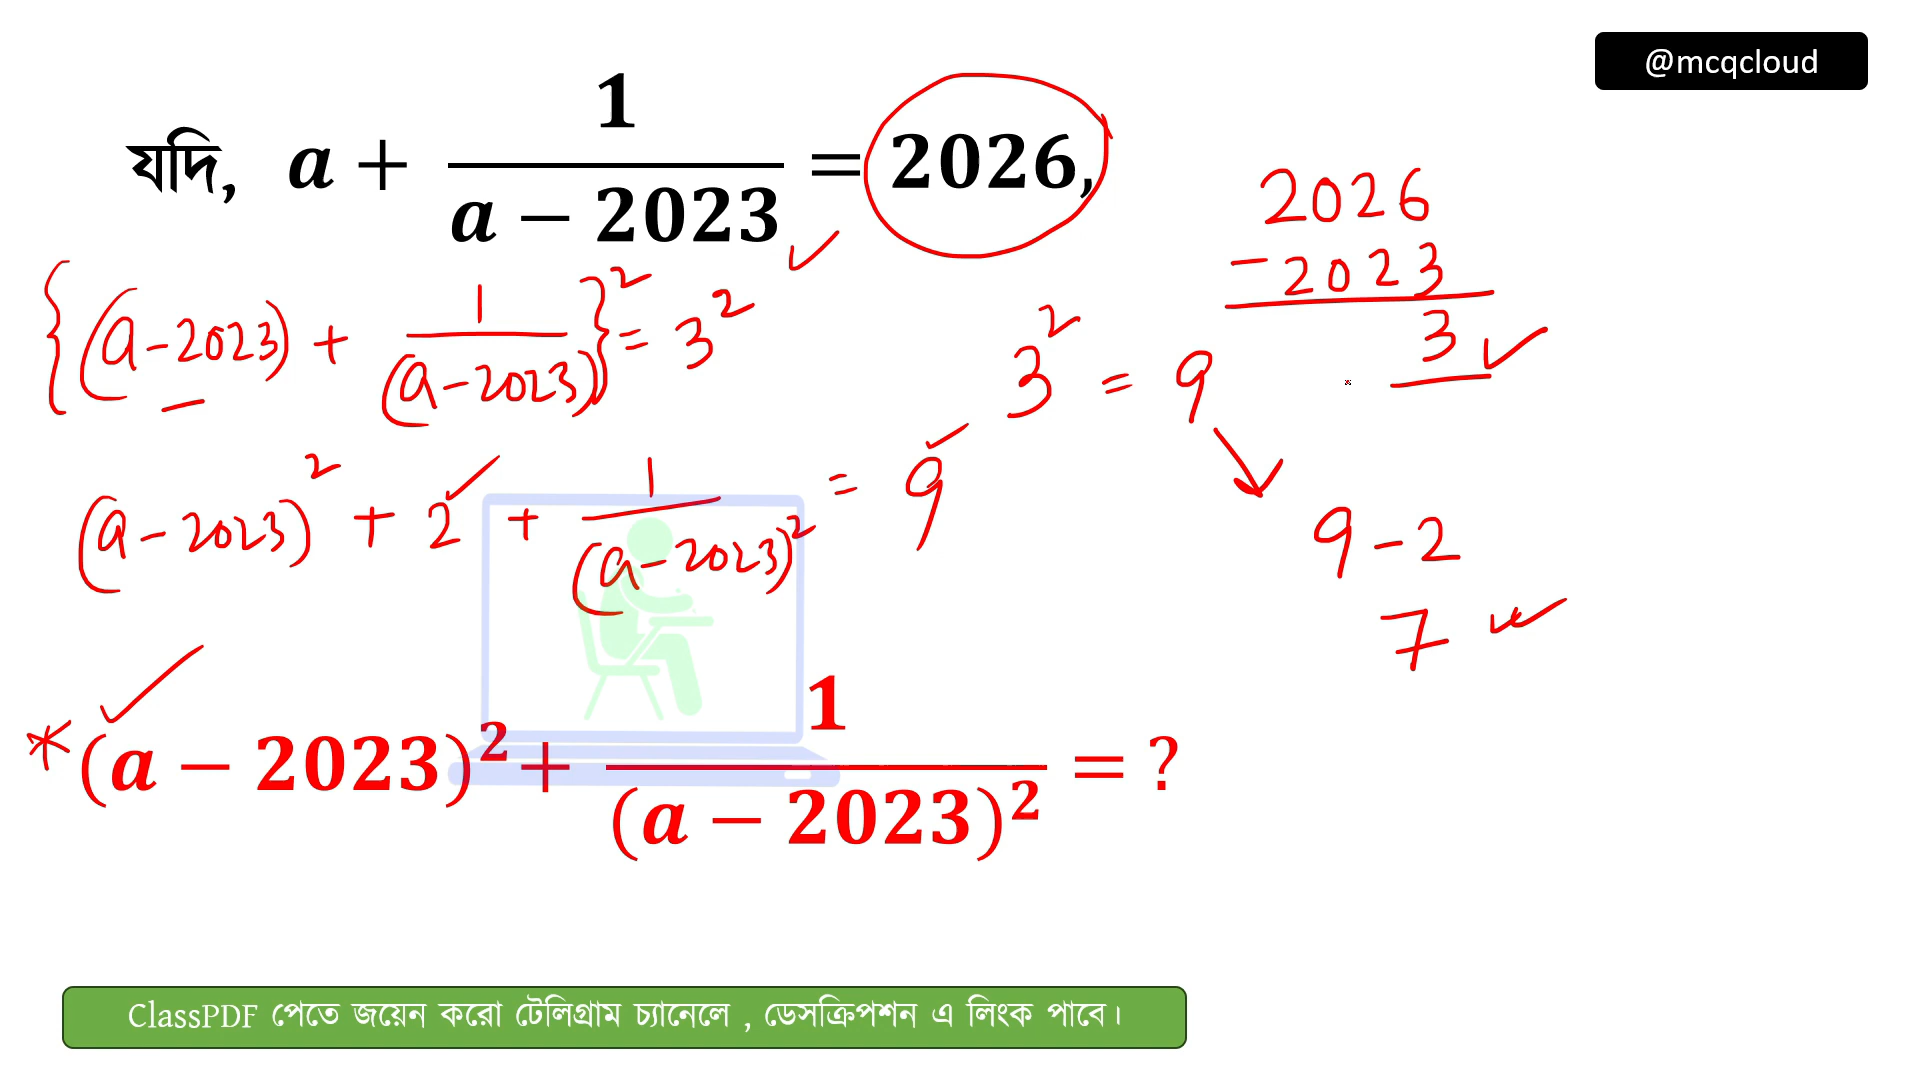 @mcqcloud
যদি, a + 1/(a − 2023) = 2026,
2026
− 2023
3
{(a − 2023) + 1/(a − 2023)}² = 3²
3² = 9
(a − 2023)² + 2 + 1/(a − 2023)² = 9
9 − 2
7
* (a − 2023)² + 1/(a − 2023)² = ?
ClassPDF পেতে জয়েন করো টেলিগ্রাম চ্যানেলে , ডেসক্রিপশন এ লিংক পাবে।